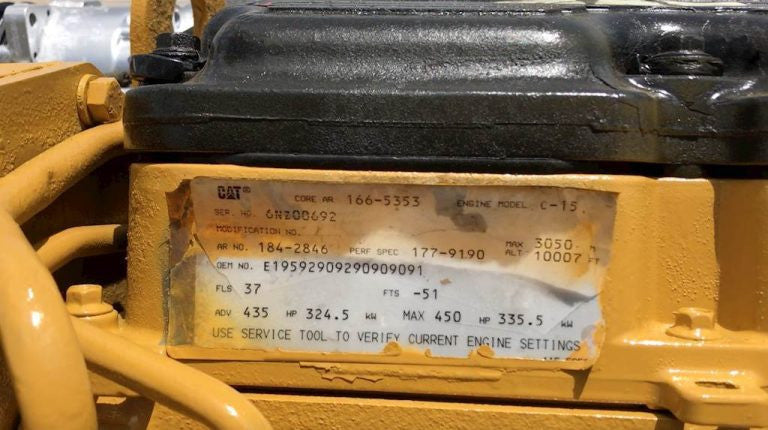 CAT® CORE AR 166-5353 ENGINE MODEL C-15
SER. NO. 6NZ00692
MODIFICATION NO.
AR NO. 184-2846 PERF SPEC 177-9190 MAX ALT 3050 M 10007 FT
OEM NO. E19592909290909091
FLS 37 FTS -51
ADV 435 HP 324.5 kW MAX 450 HP 335.5 kW
USE SERVICE TOOL TO VERIFY CURRENT ENGINE SETTINGS